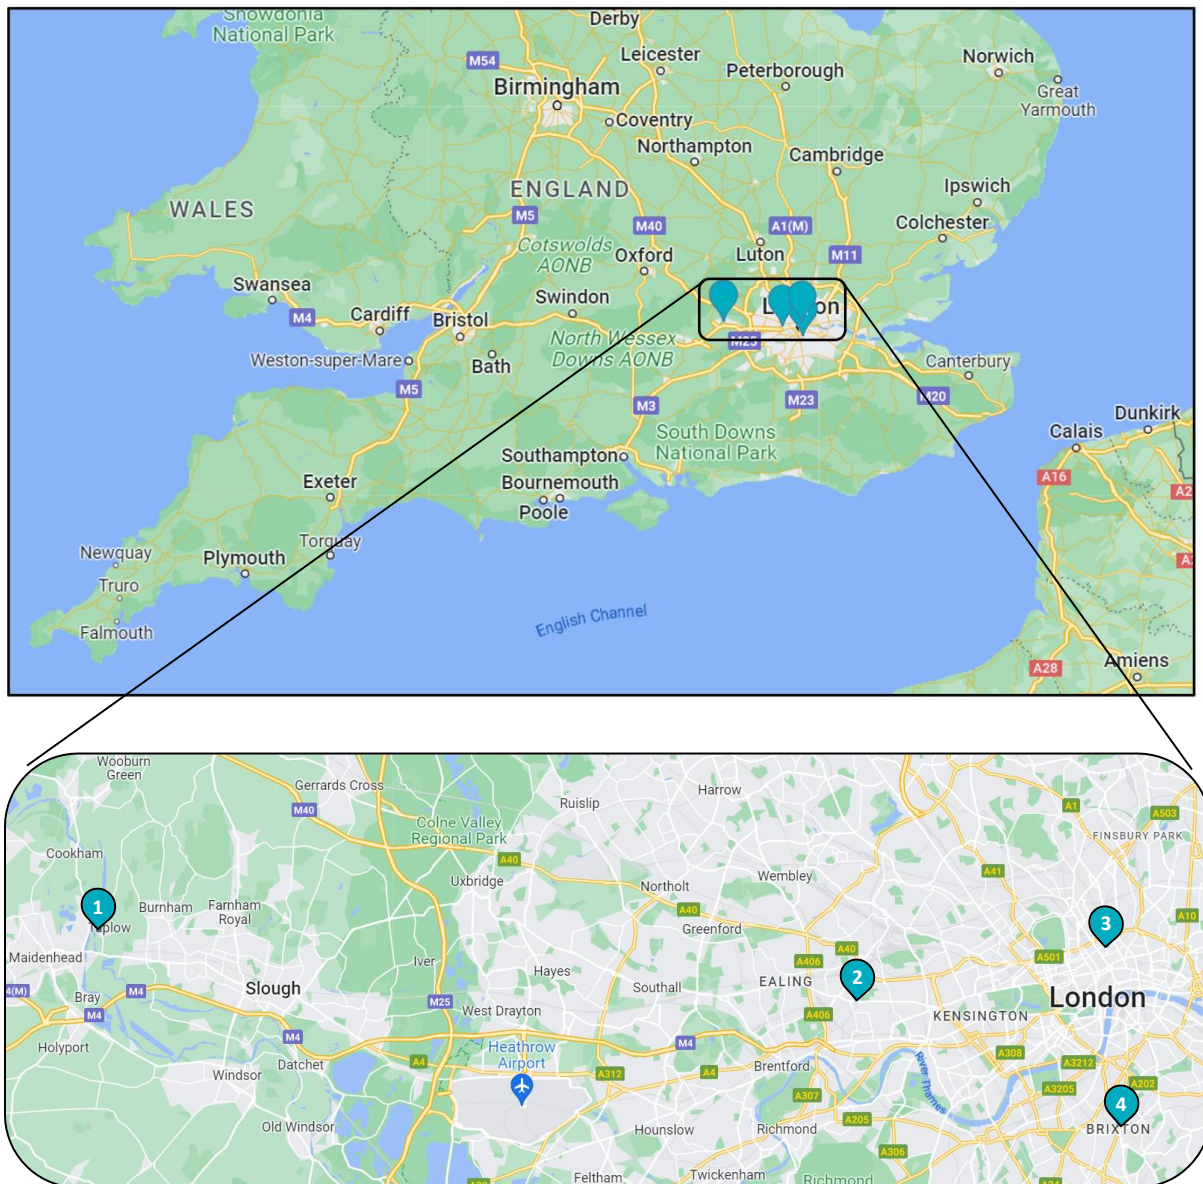 Snowdonia
National Park
Derby
Leicester
Norwich
M54
Peterborough
Birmingham
Great
Yarmouth
Coventry
Northampton
Cambridge
ENGLAND
Ipswich
WALES
M5
M40
A1(M)
Colchester
Cotswolds
AONB
Oxford
Luton
M11
Swansea
Swindon
M4
Cardiff
Bristol
North Wessex
Downs AONB
M25
Weston-super-Mare
Bath
Canterbury
M5
M3
M23
M20
Dunkirk
Calais
South Downs
National Park
Southampton
A16
Exeter
Bournemouth
Poole
Torquay
Newquay
Plymouth
Truro
Falmouth
English Channel
A28
Amiens
Wooburn
Green
Gerrards Cross
Harrow
M40
Ruislip
A1
A503
Colne Valley
Regional Park
FINSBURY PARK
Cookham
A40
A41
Uxbridge
Northolt
Wembley
1
Burnham
Farnham
Royal
A40
Greenford
3
A10
Maidenhead
Iver
A406
A40
A501
Hayes
EALING
2
Slough
Southall
4(M)
M4
Bray
M25
London
M4
West Drayton
A406
KENSINGTON
Holyport
M4
Heathrow
Airport
M4
Datchet
A4
A308
River Thames
Windsor
A312
A4
Brentford
A3212
A307
A3205
A202
4
Old Windsor
A205
Hounslow
Richmond
BRIXTON
A306
Feltham
Twickenham
Richmond